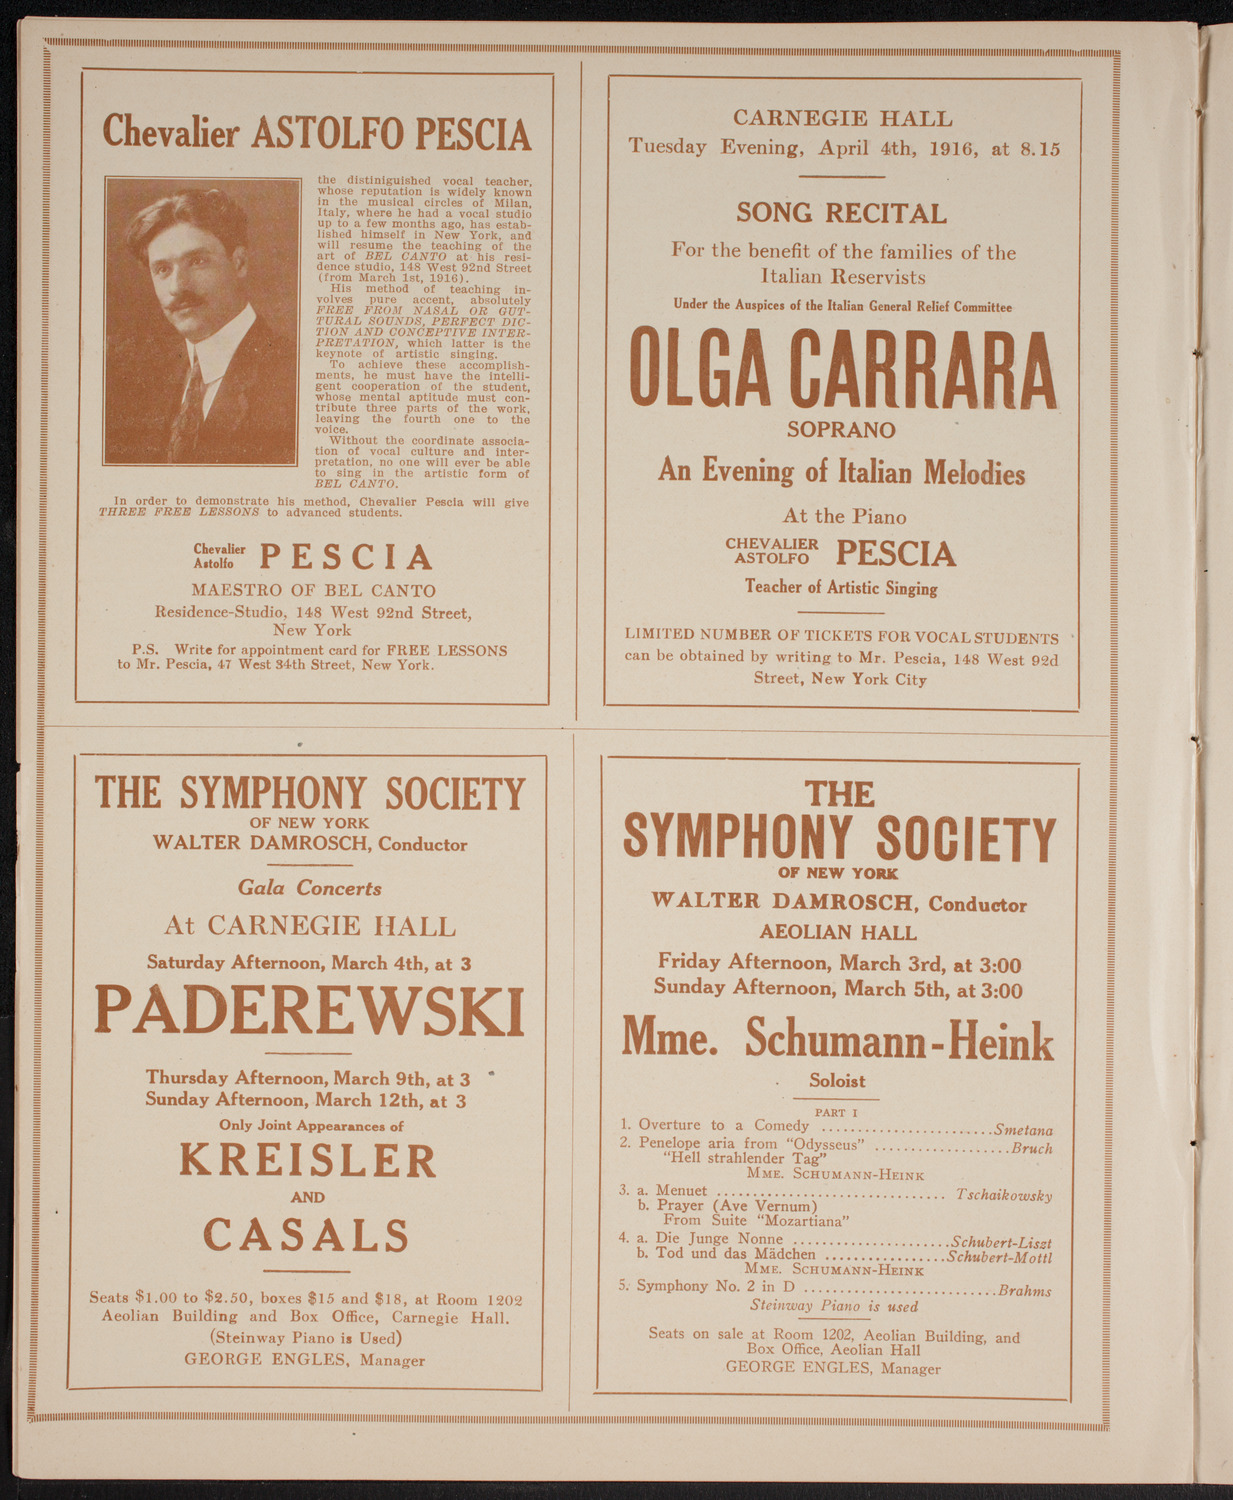 Chevalier ASTOLFO PESCIA
the distiniguished vocal teacher,
whose reputation is widely known
in the musical circles of Milan,
Italy, where he had a vocal studio
up to a few months ago, has estab-
lished himself in New York, and
will resume the teaching of the
art of BEL CANTO at his resi-
dence studio, 148 West 92nd Street
(from March 1st, 1916).
His method of teaching in-
volves pure accent, absolutely
FREE FROM NASAL OR GUT-
TURAL SOUNDS, PERFECT DIC-
TION AND CONCEPTIVE INTER-
PRETATION, which latter is the
keynote of artistic singing.
To achieve these accomplish-
ments, he must have the intelli-
gent cooperation of the student,
whose mental aptitude must con-
tribute three parts of the work,
leaving the fourth one to the
voice.
Without the coordinate associa-
tion of vocal culture and inter-
pretation, no one will ever be able
to sing in the artistic form of
BEL CANTO.
In order to demonstrate his method, Chevalier Pescia will give
THREE FREE LESSONS to advanced students.
Chevalier Astolfo PESCIA
MAESTRO OF BEL CANTO
Residence-Studio, 148 West 92nd Street,
New York
P.S. Write for appointment card for FREE LESSONS
to Mr. Pescia, 47 West 34th Street, New York.
CARNEGIE HALL
Tuesday Evening, April 4th, 1916, at 8.15
SONG RECITAL
For the benefit of the families of the
Italian Reservists
Under the Auspices of the Italian General Relief Committee
OLGA CARRARA
SOPRANO
An Evening of Italian Melodies
At the Piano
CHEVALIER ASTOLFO PESCIA
Teacher of Artistic Singing
LIMITED NUMBER OF TICKETS FOR VOCAL STUDENTS
can be obtained by writing to Mr. Pescia, 148 West 92d
Street, New York City
THE SYMPHONY SOCIETY
OF NEW YORK
WALTER DAMROSCH, Conductor
Gala Concerts
At CARNEGIE HALL
Saturday Afternoon, March 4th, at 3
PADEREWSKI
Thursday Afternoon, March 9th, at 3
Sunday Afternoon, March 12th, at 3
Only Joint Appearances of
KREISLER
AND
CASALS
Seats $1.00 to $2.50, boxes $15 and $18, at Room 1202
Aeolian Building and Box Office, Carnegie Hall.
(Steinway Piano is Used)
GEORGE ENGLES, Manager
THE
SYMPHONY SOCIETY
OF NEW YORK
WALTER DAMROSCH, Conductor
AEOLIAN HALL
Friday Afternoon, March 3rd, at 3:00
Sunday Afternoon, March 5th, at 3:00
Mme. Schumann-Heink
Soloist
PART I
1. Overture to a Comedy ........................Smetana
2. Penelope aria from "Odysseus" ...................Bruch
"Hell strahlender Tag"
MME. SCHUMANN-HEINK
3. a. Menuet ................................ Tschaikowsky
b. Prayer (Ave Vernum)
From Suite "Mozartiana"
4. a. Die Junge Nonne ......................Schubert-Liszt
b. Tod und das Mädchen .................Schubert-Mottl
MME. SCHUMANN-HEINK
5. Symphony No. 2 in D ...........................Brahms
Steinway Piano is used
Seats on sale at Room 1202, Aeolian Building, and
Box Office, Aeolian Hall
GEORGE ENGLES, Manager